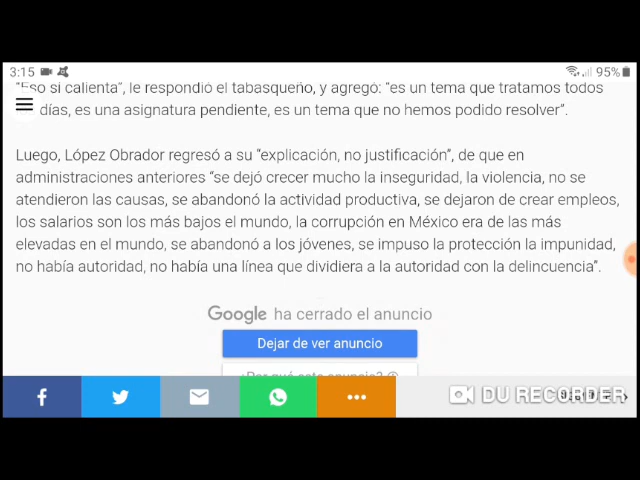 3:15
95%
"Eso sí calienta", le respondió el tabasqueño, y agregó: "es un tema que tratamos todos
días, es una asignatura pendiente, es un tema que no hemos podido resolver".
Luego, López Obrador regresó a su "explicación, no justificación", de que en
administraciones anteriores "se dejó crecer mucho la inseguridad, la violencia, no se
atendieron las causas, se abandonó la actividad productiva, se dejaron de crear empleos,
los salarios son los más bajos el mundo, la corrupción en México era de las más
elevadas en el mundo, se abandonó a los jóvenes, se impuso la protección la impunidad,
no había autoridad, no había una línea que dividiera a la autoridad con la delincuencia".
Google ha cerrado el anuncio
Dejar de ver anuncio
¿Por qué este anuncio?
DU RECORDER